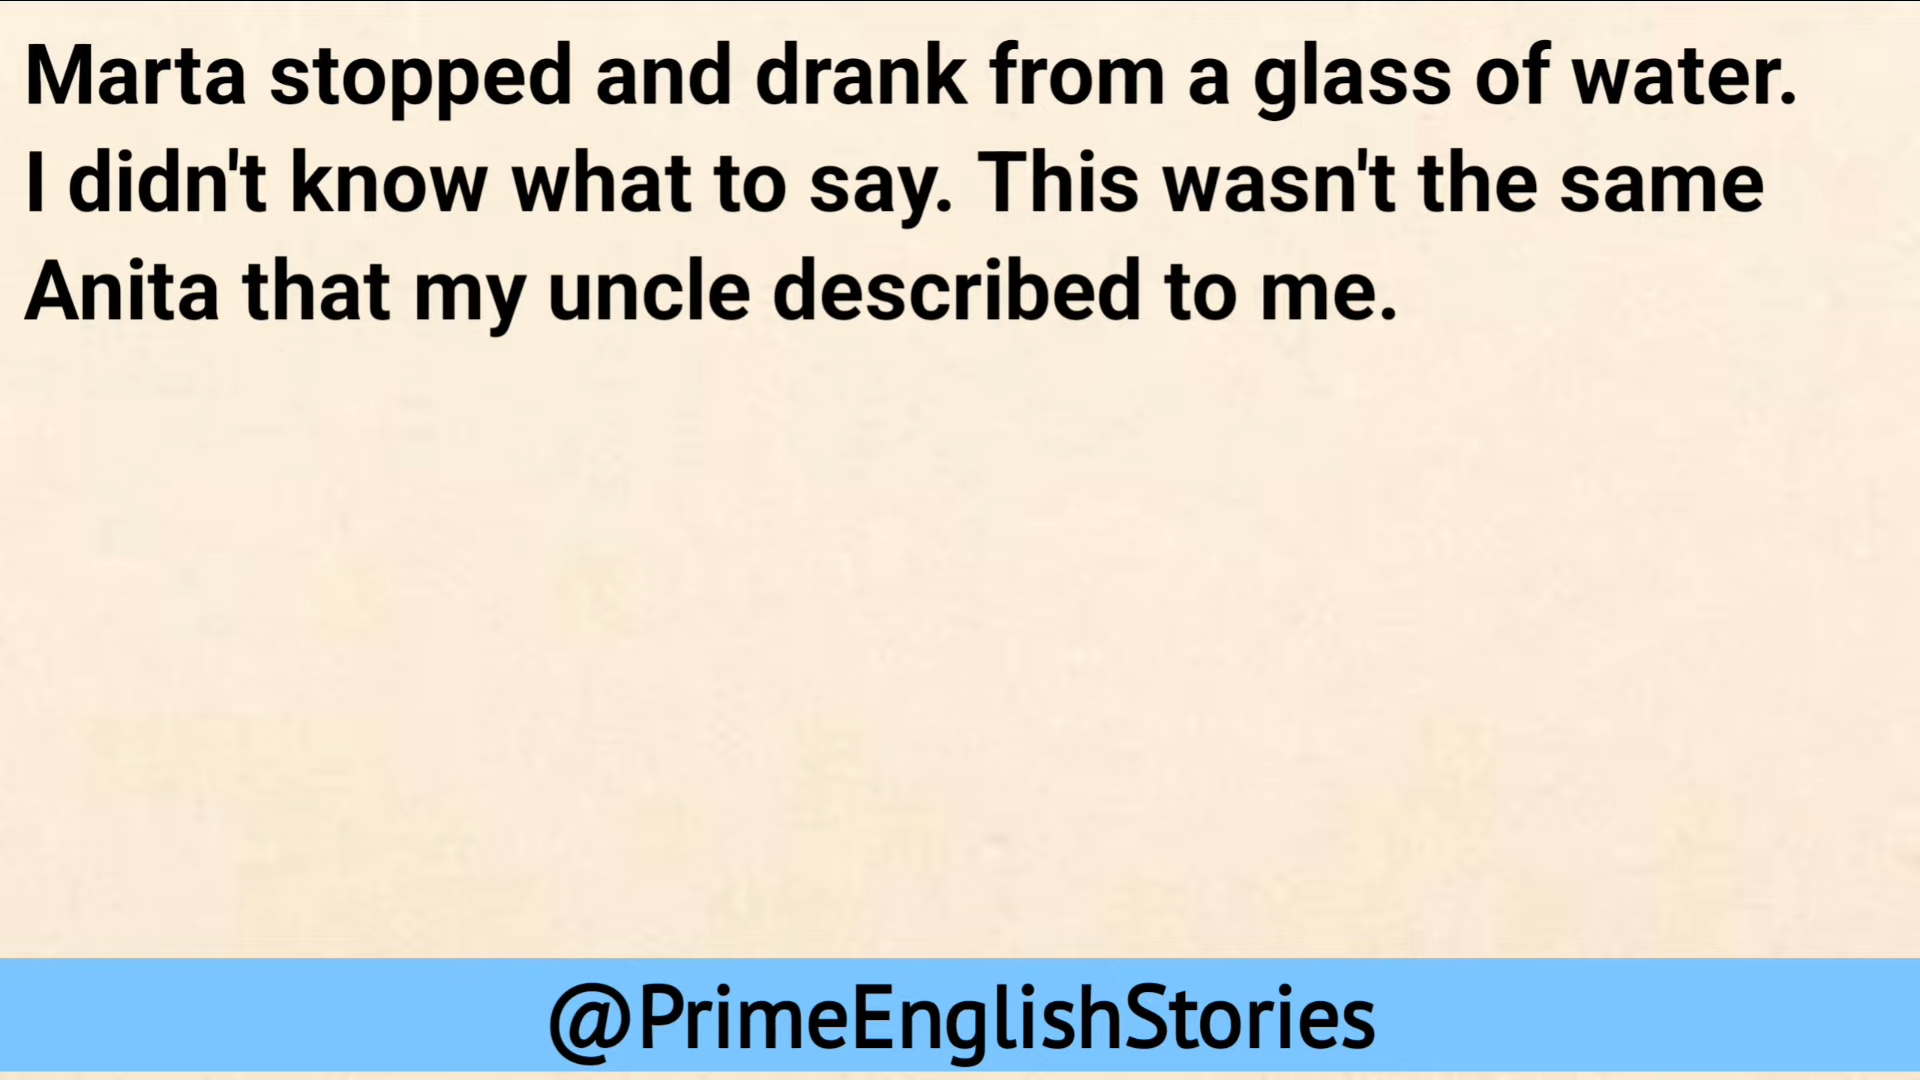 Marta stopped and drank from a glass of water.
I didn't know what to say. This wasn't the same
Anita that my uncle described to me.
@PrimeEnglishStories